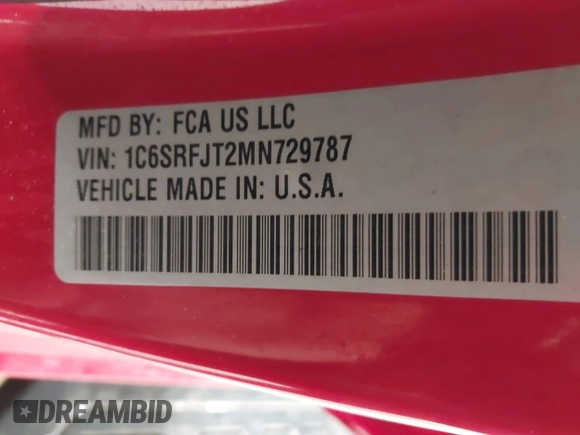 MFD BY: FCA US LLC
VIN: 1C6SRFJT2MN729787
VEHICLE MADE IN: U.S.A.
DREAMBID